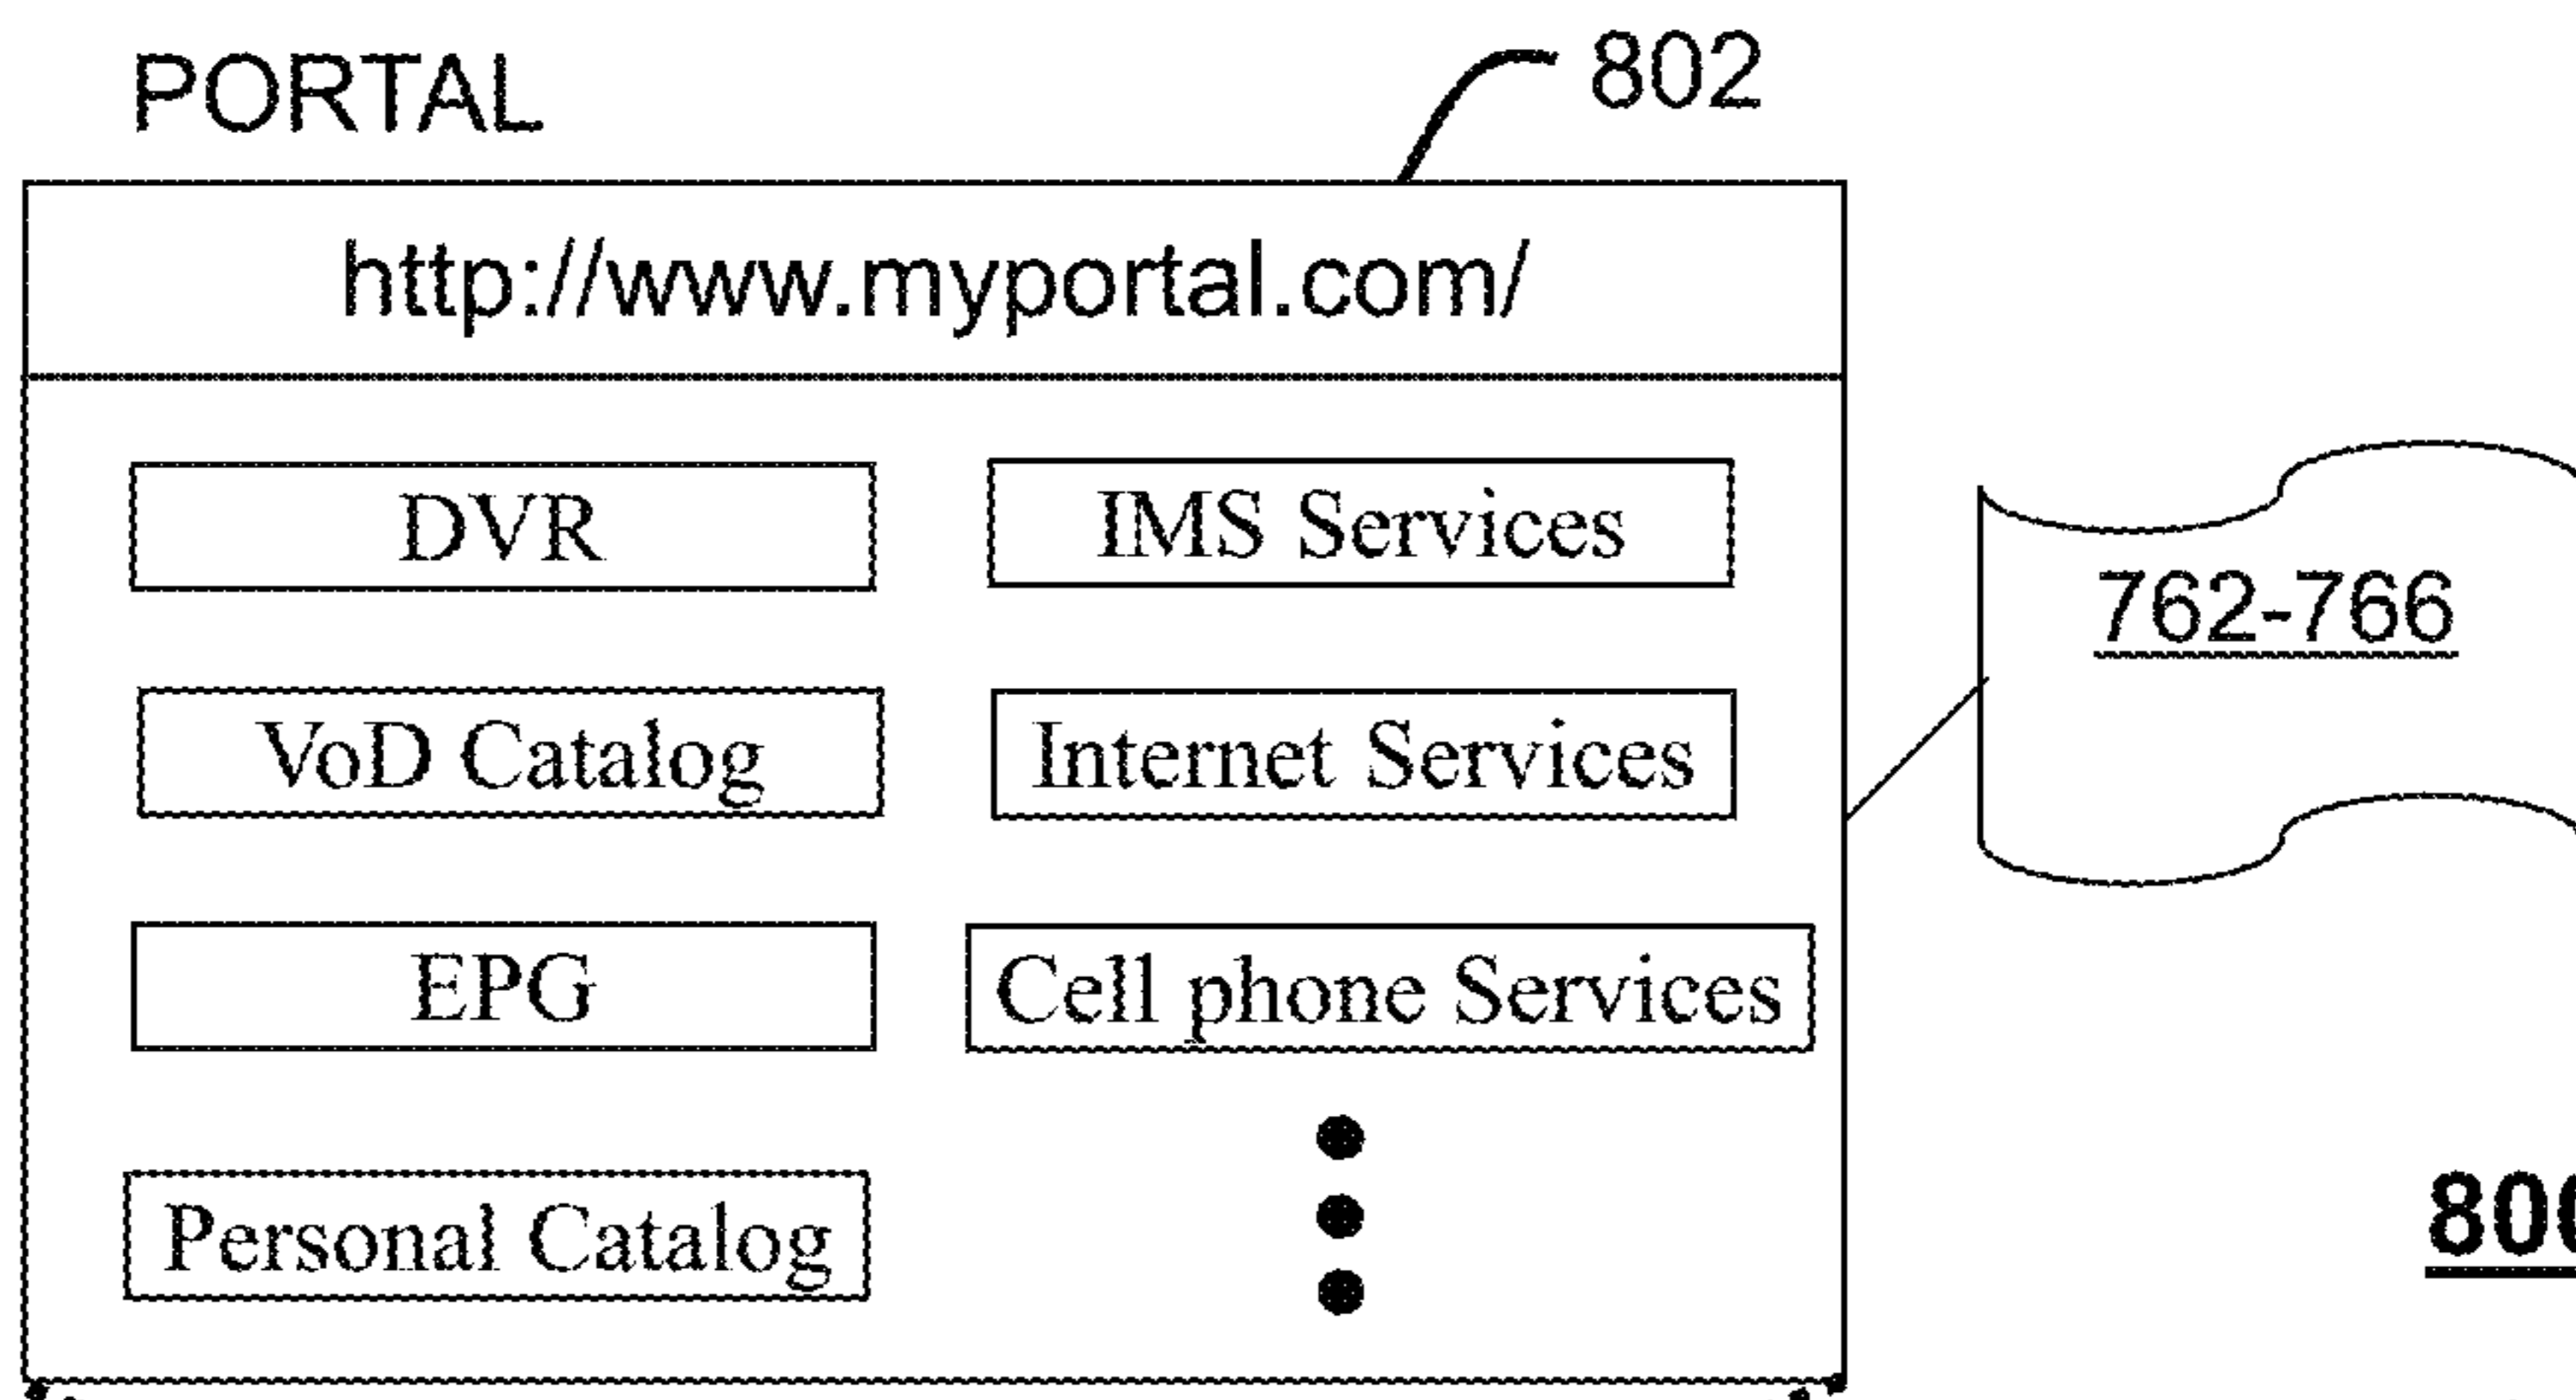 PORTAL
802
http://www.myportal.com/
DVR
IMS Services
762-766
VoD Catalog
Internet Services
EPG
Cell phone Services
Personal Catalog